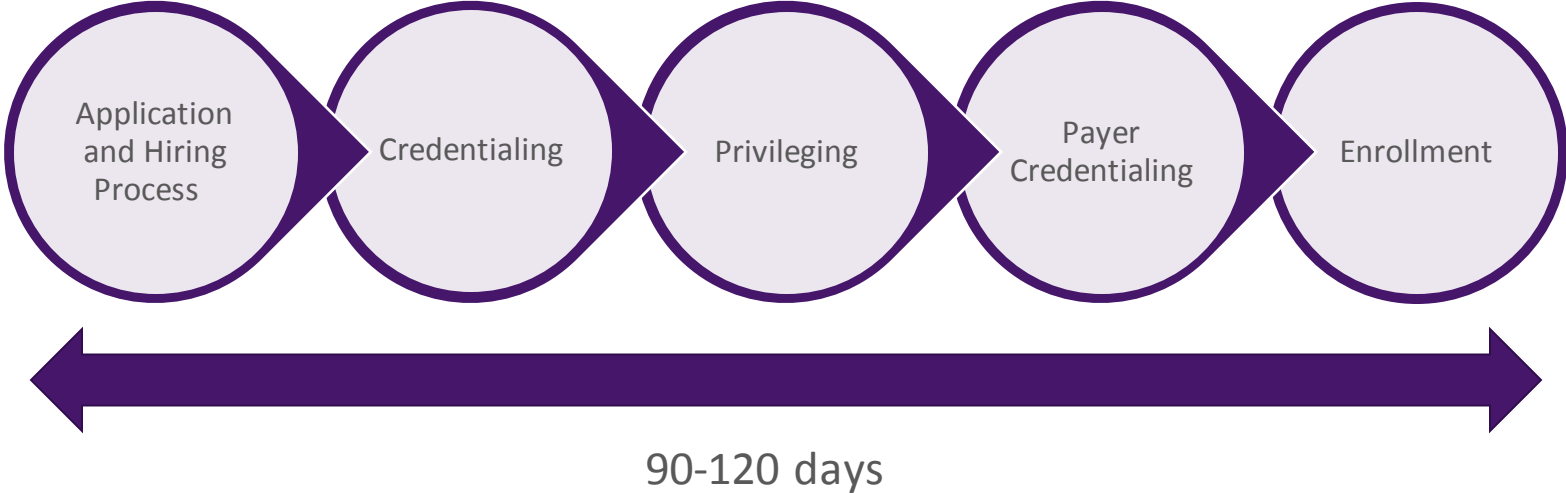 Application
and Hiring
Process
Credentialing
Privileging
Payer
Credentialing
Enrollment
90-120 days